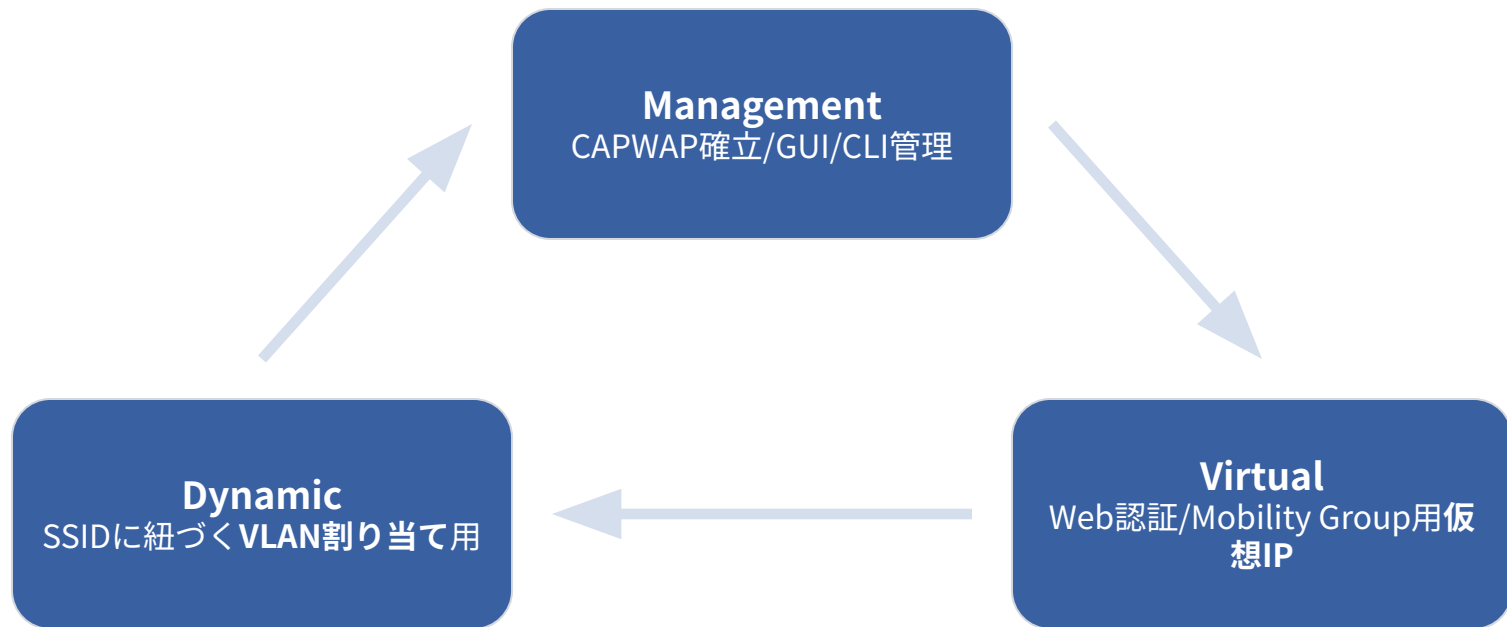 Management
CAPWAP確立/GUI/CLI管理
Dynamic
SSIDに紐づくVLAN割り当て用
Virtual
Web認証/Mobility Group用仮
想IP